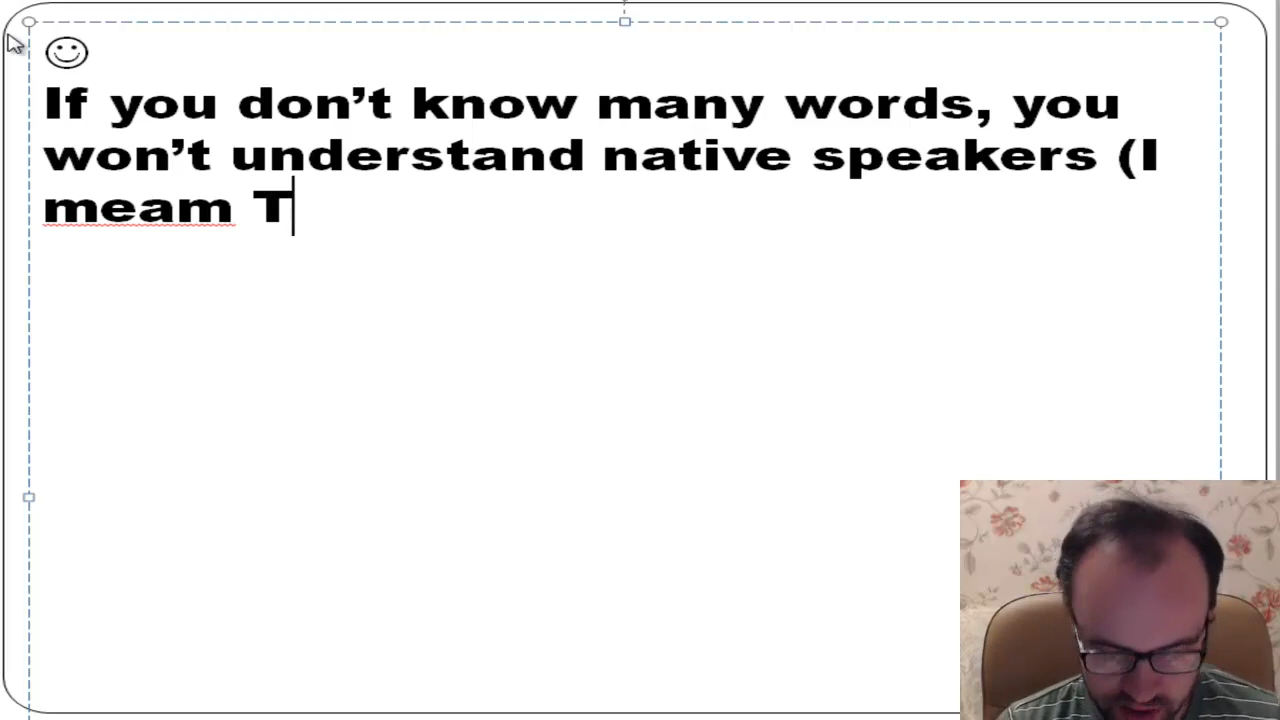 If you don’t know many words, you
won’t understand native speakers (I
meam T